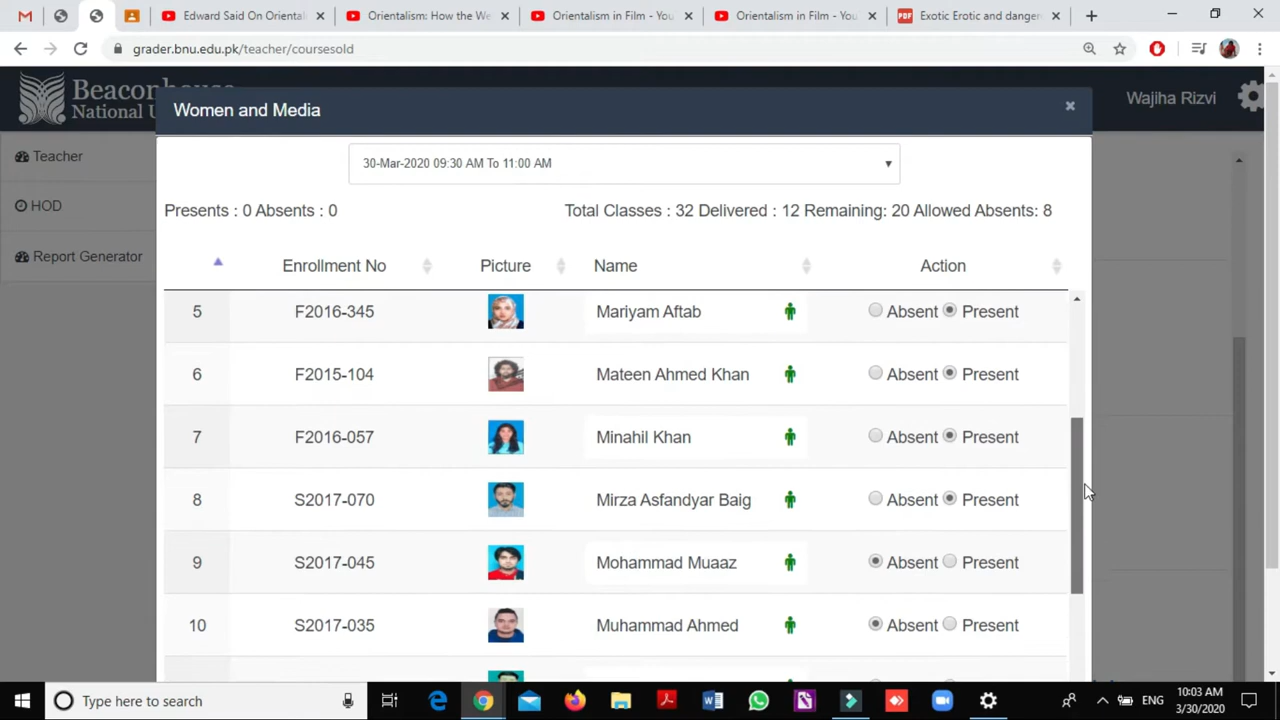 Edward Said On Oriental
Orientalism: How the We
Orientalism in Film - You
Orientalism in Film - You
PDF
Exotic Erotic and danger
grader.bnu.edu.pk/teacher/coursesold
Beaconhouse
National U
Women and Media
×
Wajiha Rizvi
Teacher
HOD
Report Generator
30-Mar-2020 09:30 AM To 11:00 AM
Presents : 0 Absents : 0
Total Classes : 32 Delivered : 12 Remaining: 20 Allowed Absents: 8
Enrollment No Picture Name Action
5 F2016-345 Mariyam Aftab Absent Present
6 F2015-104 Mateen Ahmed Khan Absent Present
7 F2016-057 Minahil Khan Absent Present
8 S2017-070 Mirza Asfandyar Baig Absent Present
9 S2017-045 Mohammad Muaaz Absent Present
10 S2017-035 Muhammad Ahmed Absent Present
Type here to search
ENG
10:03 AM
3/30/2020